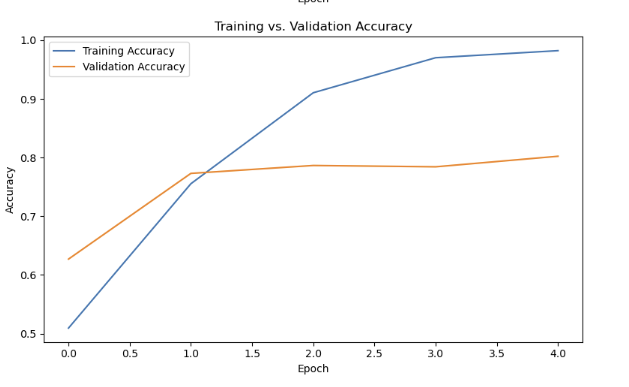 Epoch
Training vs. Validation Accuracy
1.0
Training Accuracy
Validation Accuracy
0.9
0.8
Accuracy
0.7
0.6
0.5
0.0 0.5 1.0 1.5 2.0 2.5 3.0 3.5 4.0
Epoch